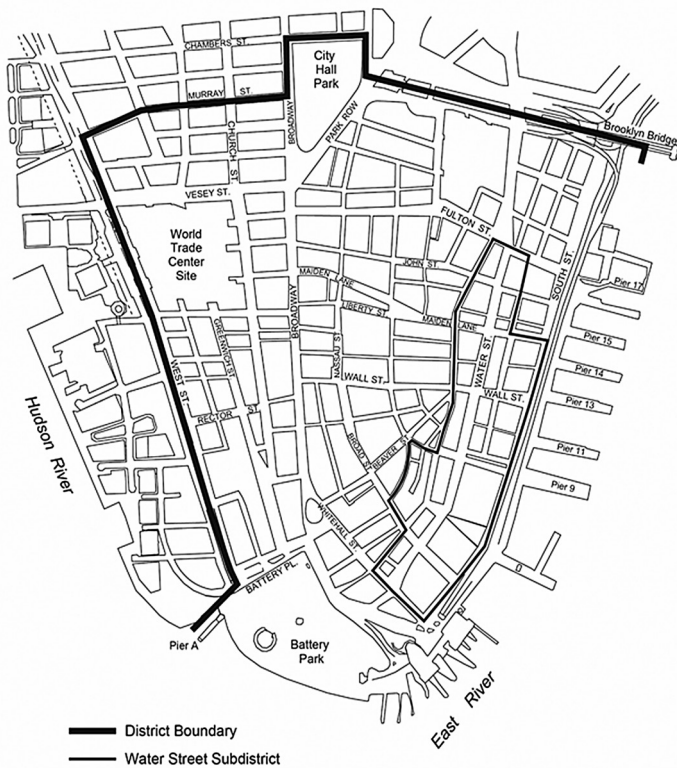 CHAMBERS ST.
City
Hall
Park
MURRAY ST.
BROADWAY
PARK ROW
Brooklyn Bridge
CHURCH ST.
VESEY ST.
FULTON ST.
World
Trade
Center
Site
JOHN ST.
SOUTH ST.
MAIDEN LANE
Pier 17
BROADWAY
LIBERTY ST.
MAIDEN LANE
GREENWICH ST.
NASSAU ST.
WATER ST.
Pier 15
WEST ST.
WALL ST.
Pier 14
WALL ST.
Pier 13
Hudson River
RECTOR ST.
BROAD
BEAVER ST.
Pier 11
Pier 9
WHITEHALL ST.
BATTERY PL.
0
Pier A
Battery
Park
East River
District Boundary
Water Street Subdistrict